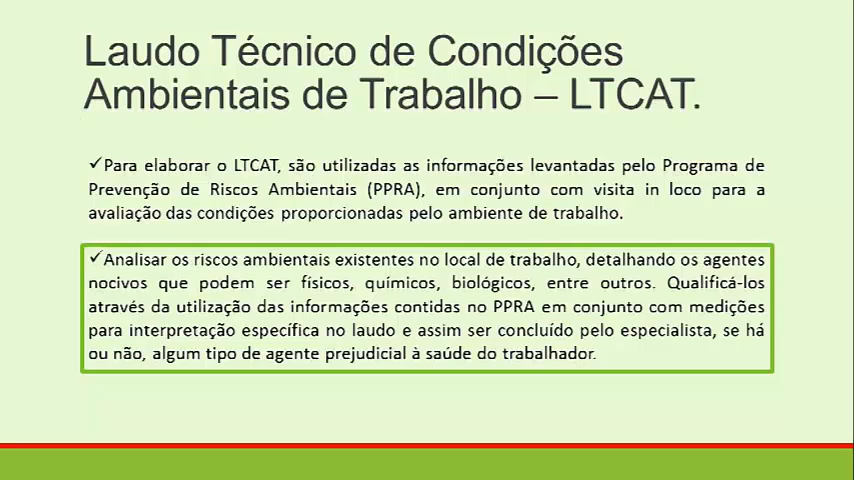 Laudo Técnico de Condições
Ambientais de Trabalho – LTCAT.
✓Para elaborar o LTCAT, são utilizadas as informações levantadas pelo Programa de
Prevenção de Riscos Ambientais (PPRA), em conjunto com visita in loco para a
avaliação das condições proporcionadas pelo ambiente de trabalho.
✓Analisar os riscos ambientais existentes no local de trabalho, detalhando os agentes
nocivos que podem ser físicos, químicos, biológicos, entre outros. Qualificá-los
através da utilização das informações contidas no PPRA em conjunto com medições
para interpretação específica no laudo e assim ser concluído pelo especialista, se há
ou não, algum tipo de agente prejudicial à saúde do trabalhador.